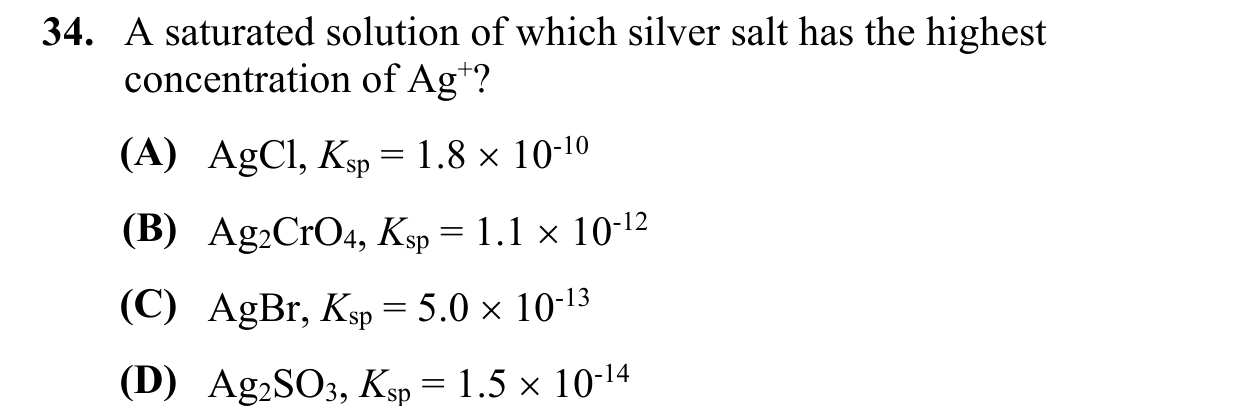 34. A saturated solution of which silver salt has the highest
concentration of Ag⁺?
(A) AgCl, Ksp = 1.8 × 10⁻¹⁰
(B) Ag₂CrO₄, Ksp = 1.1 × 10⁻¹²
(C) AgBr, Ksp = 5.0 × 10⁻¹³
(D) Ag₂SO₃, Ksp = 1.5 × 10⁻¹⁴